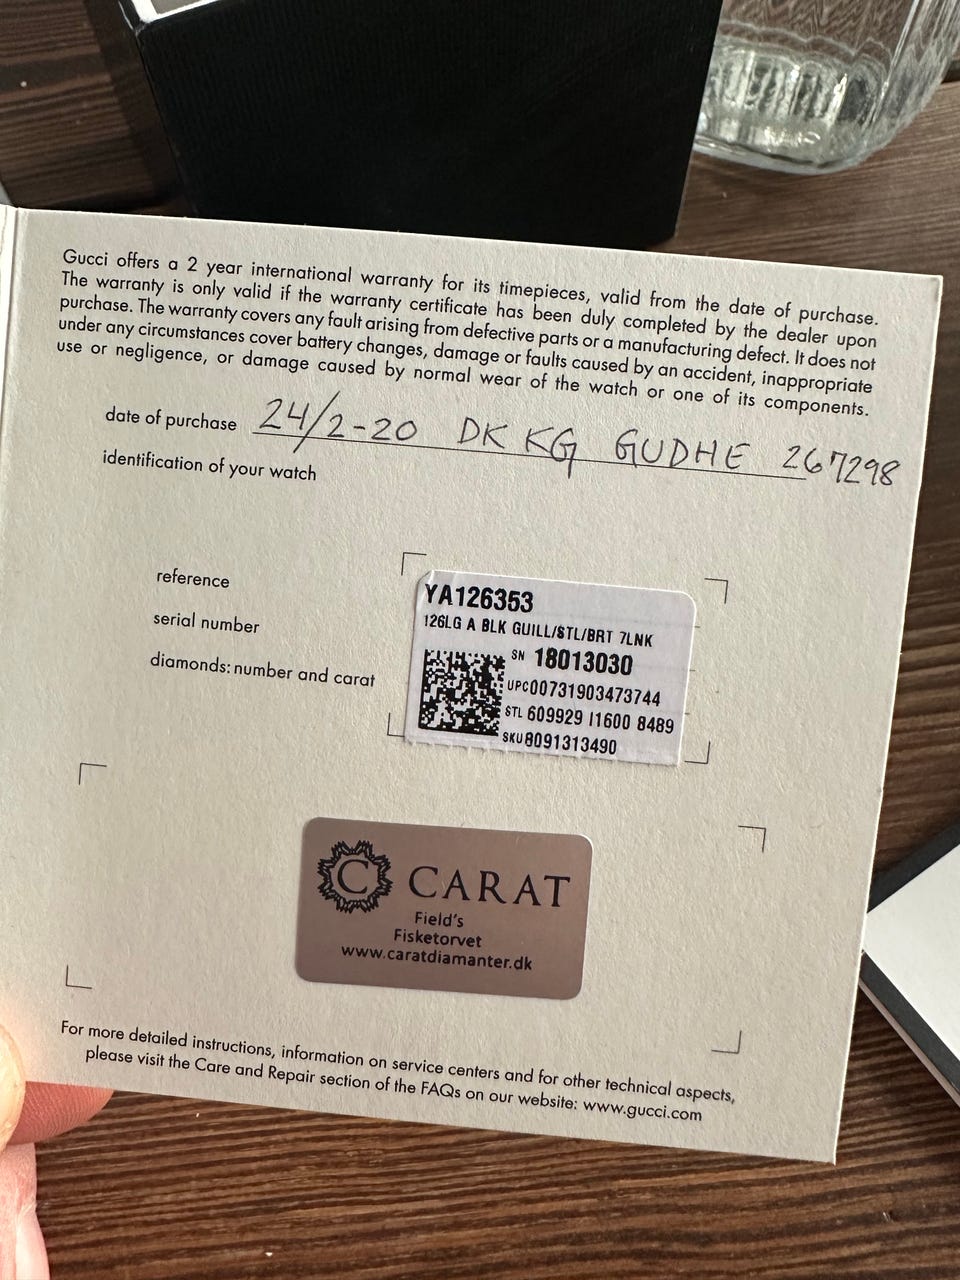 Gucci offers a 2 year international warranty for its timepieces, valid from the date of purchase.
The warranty is only valid if the warranty certificate has been duly completed by the dealer upon
purchase. The warranty covers any fault arising from defective parts or a manufacturing defect. It does not
under any circumstances cover battery changes, damage or faults caused by an accident, inappropriate
use or negligence, or damage caused by normal wear of the watch or one of its components.
date of purchase 24/2-20 DK KG GUDHE 267298
identification of your watch
reference
serial number
diamonds: number and carat
YA126353
126LG A BLK GUILL/STL/BRT 7LNK
SN 18013030
UPC00731903473744
STL 609929 I1600 8489
SKU8091313490
C CARAT
Field's
Fisketorvet
www.caratdiamanter.dk
For more detailed instructions, information on service centers and for other technical aspects,
please visit the Care and Repair section of the FAQs on our website: www.gucci.com